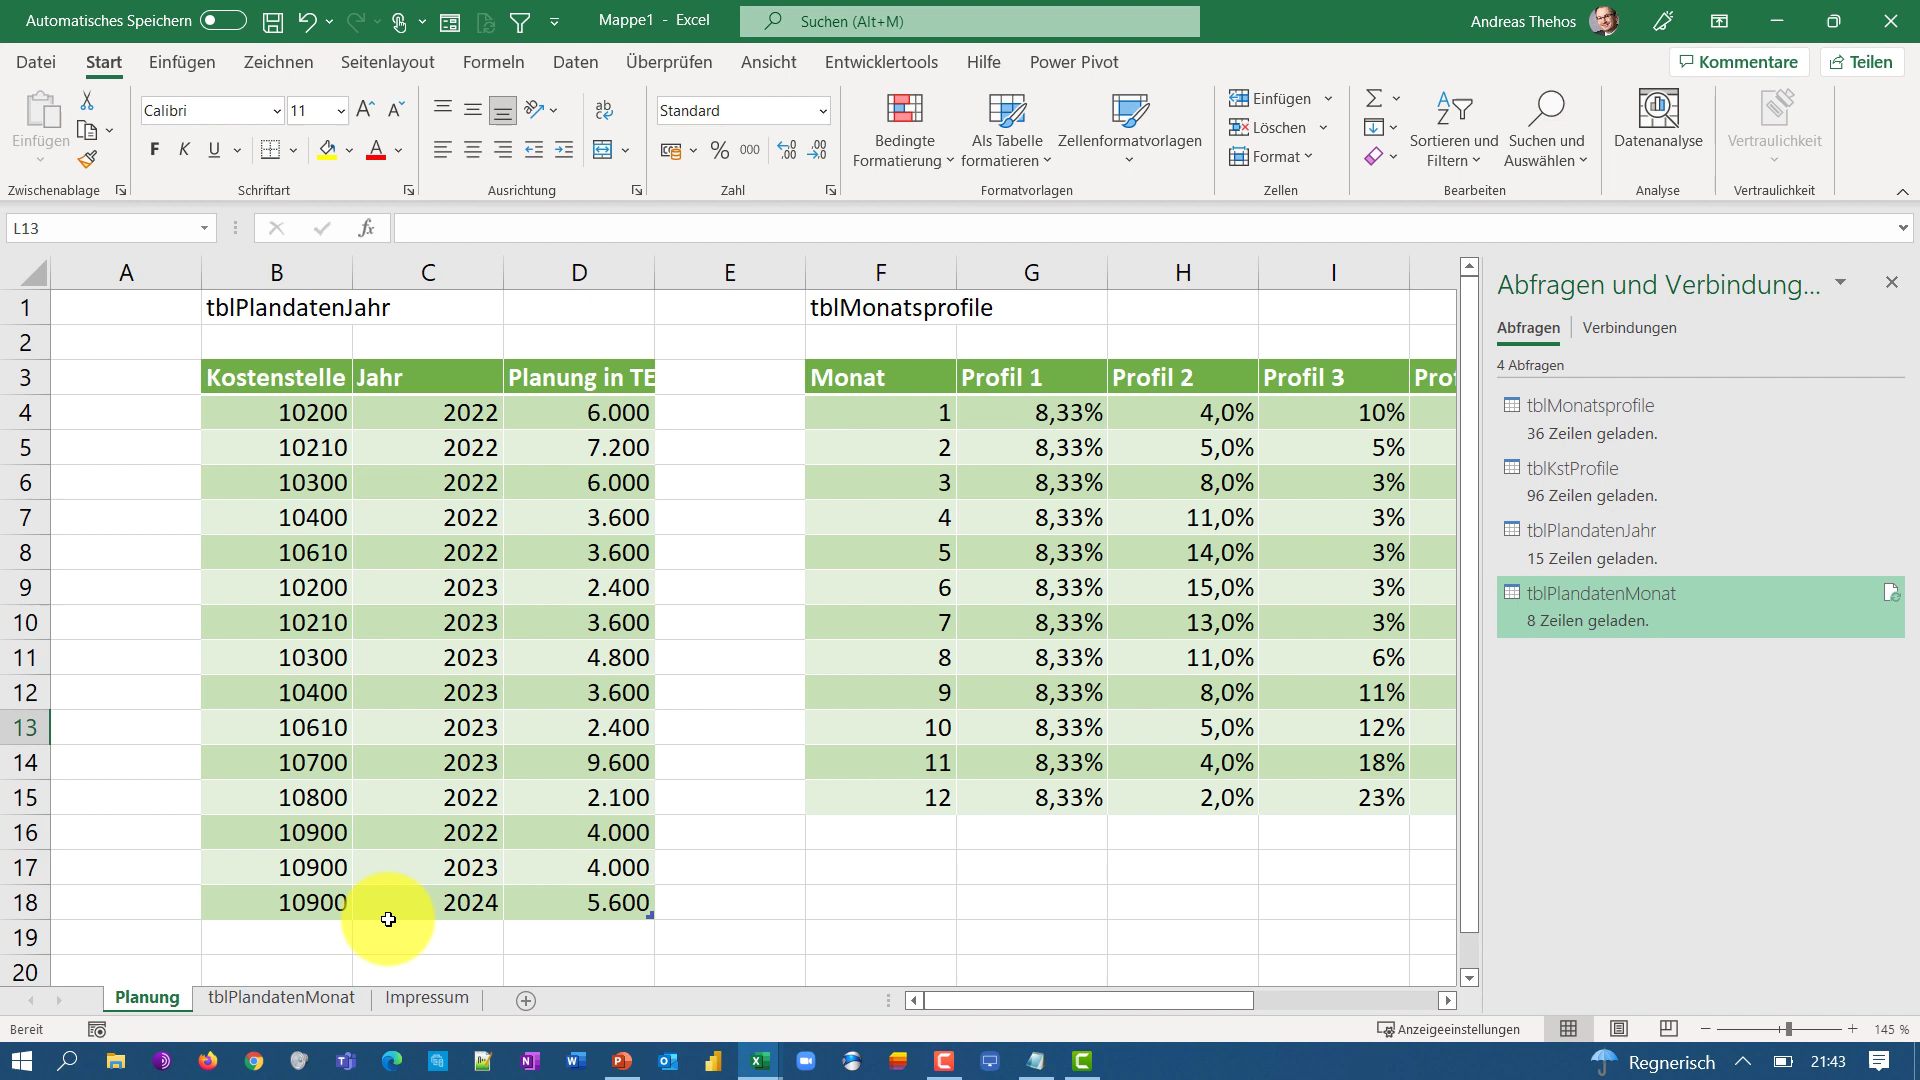 Automatisches Speichern
Mappe1 - Excel
Suchen (Alt+M)
Andreas Thehos
Datei Start Einfügen Zeichnen Seitenlayout Formeln Daten Überprüfen Ansicht Entwicklertools Hilfe Power Pivot
Kommentare Teilen
Einfügen
Calibri 11
F K U
Standard
% 000
Bedingte Formatierung
Als Tabelle formatieren
Zellenformatvorlagen
Einfügen
Löschen
Format
Sortieren und Filtern
Suchen und Auswählen
Datenanalyse
Vertraulichkeit
Zwischenablage Schriftart Ausrichtung Zahl Formatvorlagen Zellen Bearbeiten Analyse Vertraulichkeit
L13
fx
A B C D E F G H I
1 tblPlandatenJahr tblMonatsprofile
2
3 Kostenstelle Jahr Planung in TE Monat Profil 1 Profil 2 Profil 3 Prof
4 10200 2022 6.000 1 8,33% 4,0% 10%
5 10210 2022 7.200 2 8,33% 5,0% 5%
6 10300 2022 6.000 3 8,33% 8,0% 3%
7 10400 2022 3.600 4 8,33% 11,0% 3%
8 10610 2022 3.600 5 8,33% 14,0% 3%
9 10200 2023 2.400 6 8,33% 15,0% 3%
10 10210 2023 3.600 7 8,33% 13,0% 3%
11 10300 2023 4.800 8 8,33% 11,0% 6%
12 10400 2023 3.600 9 8,33% 8,0% 11%
13 10610 2023 2.400 10 8,33% 5,0% 12%
14 10700 2023 9.600 11 8,33% 4,0% 18%
15 10800 2022 2.100 12 8,33% 2,0% 23%
16 10900 2022 4.000
17 10900 2023 4.000
18 10900 2024 5.600
19
20
Abfragen und Verbindung...
Abfragen Verbindungen
4 Abfragen
tblMonatsprofile
36 Zeilen geladen.
tblKstProfile
96 Zeilen geladen.
tblPlandatenJahr
15 Zeilen geladen.
tblPlandatenMonat
8 Zeilen geladen.
Planung tblPlandatenMonat Impressum
Bereit
Anzeigeeinstellungen
145 %
Regnerisch
21:43